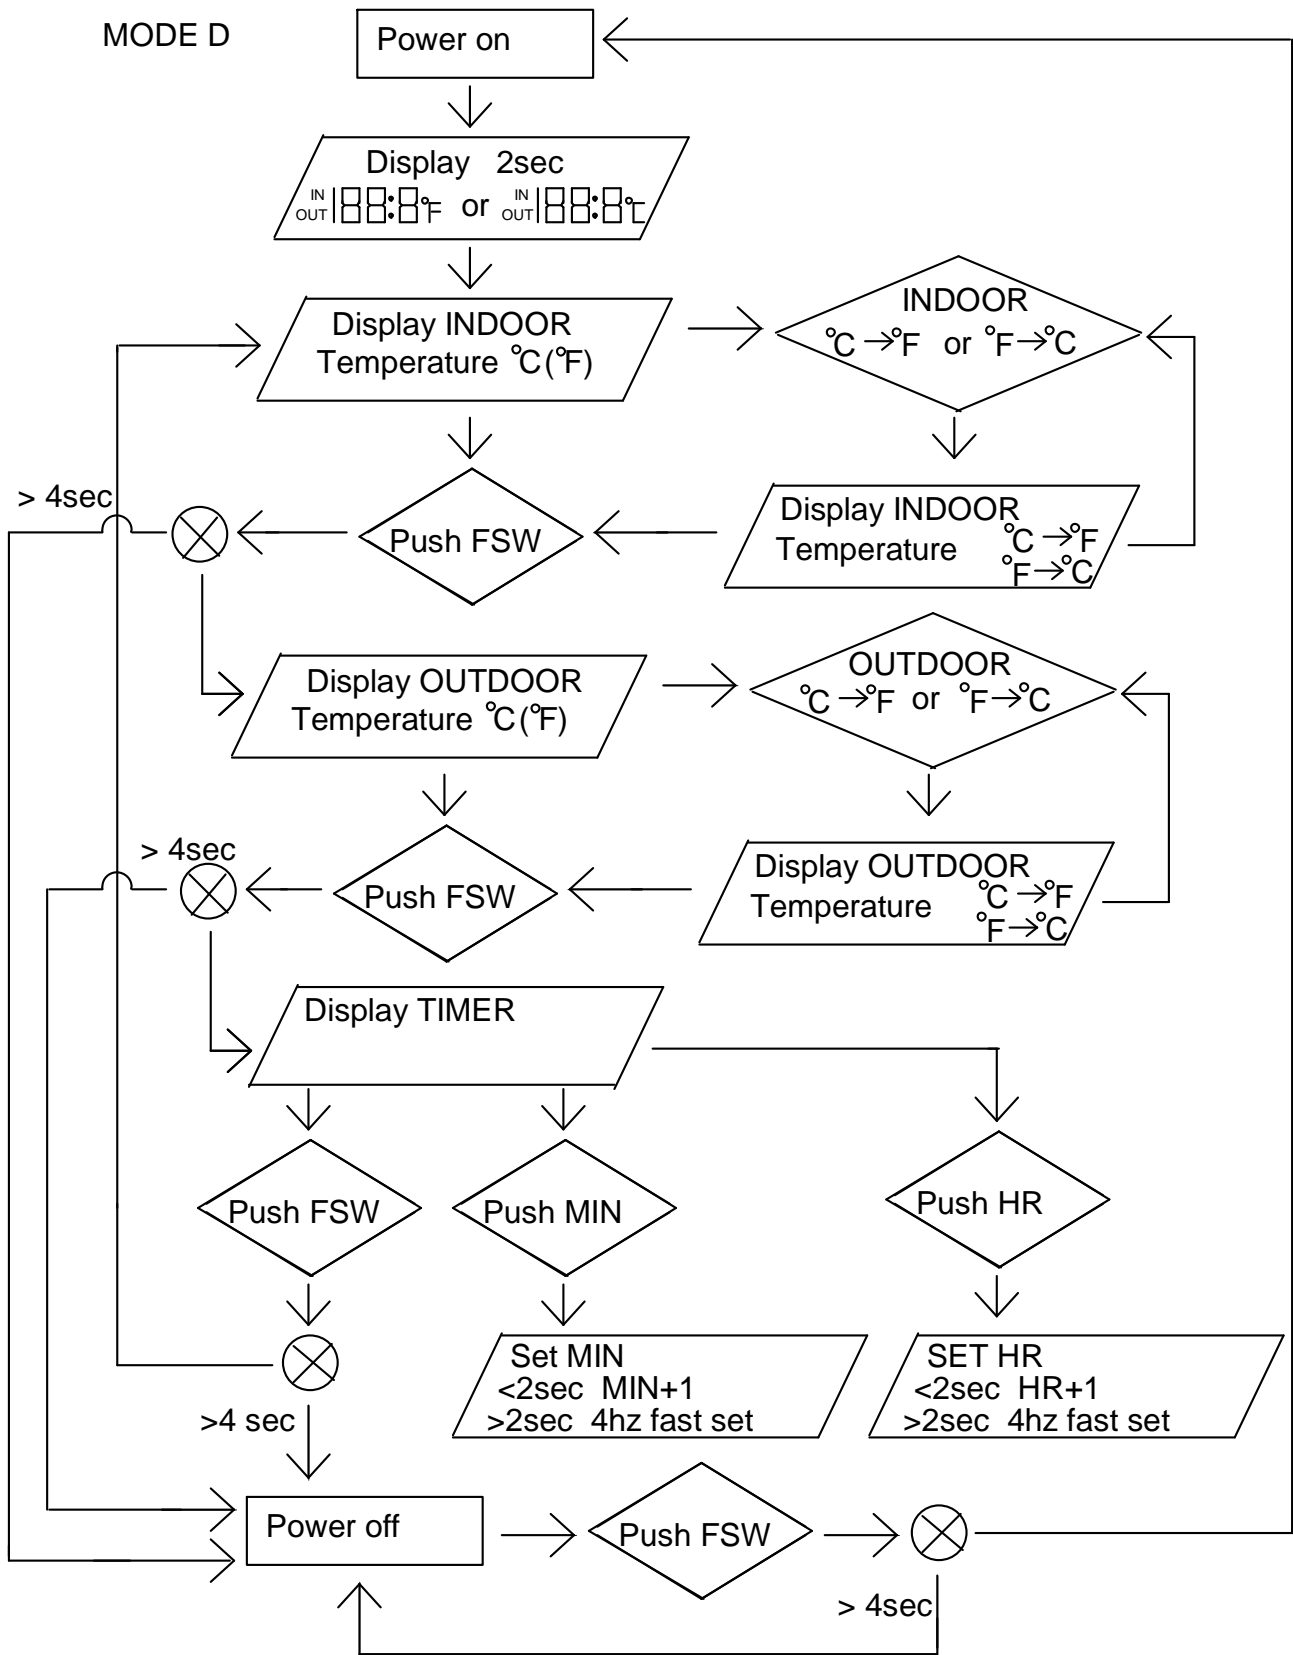 MODE D
Power on
Display 2sec
IN OUT 188:8°F or IN OUT 188:8°C
Display INDOOR
Temperature °C(°F)
INDOOR
°C→°F or °F→°C
> 4sec
Push FSW
Display INDOOR
Temperature °C→°F
°F→°C
Display OUTDOOR
Temperature °C(°F)
OUTDOOR
°C→°F or °F→°C
> 4sec
Push FSW
Display OUTDOOR
Temperature °C→°F
°F→°C
Display TIMER
Push FSW
Push MIN
Push HR
Set MIN
<2sec MIN+1
>2sec 4hz fast set
SET HR
<2sec HR+1
>2sec 4hz fast set
>4 sec
Power off
Push FSW
> 4sec